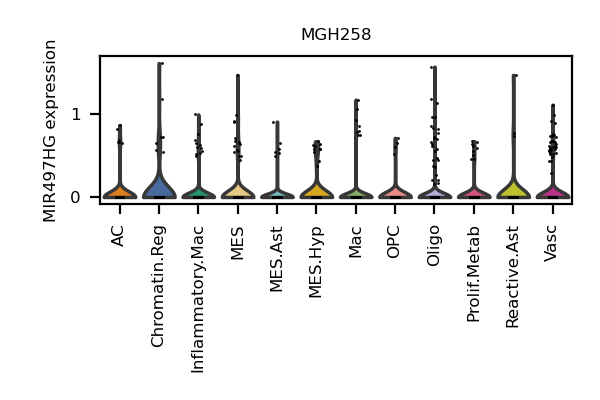 MGH258
MIR497HG expression
1
0
AC
Chromatin.Reg
Inflammatory.Mac
MES
MES.Ast
MES.Hyp
Mac
OPC
Oligo
Prolif.Metab
Reactive.Ast
Vasc